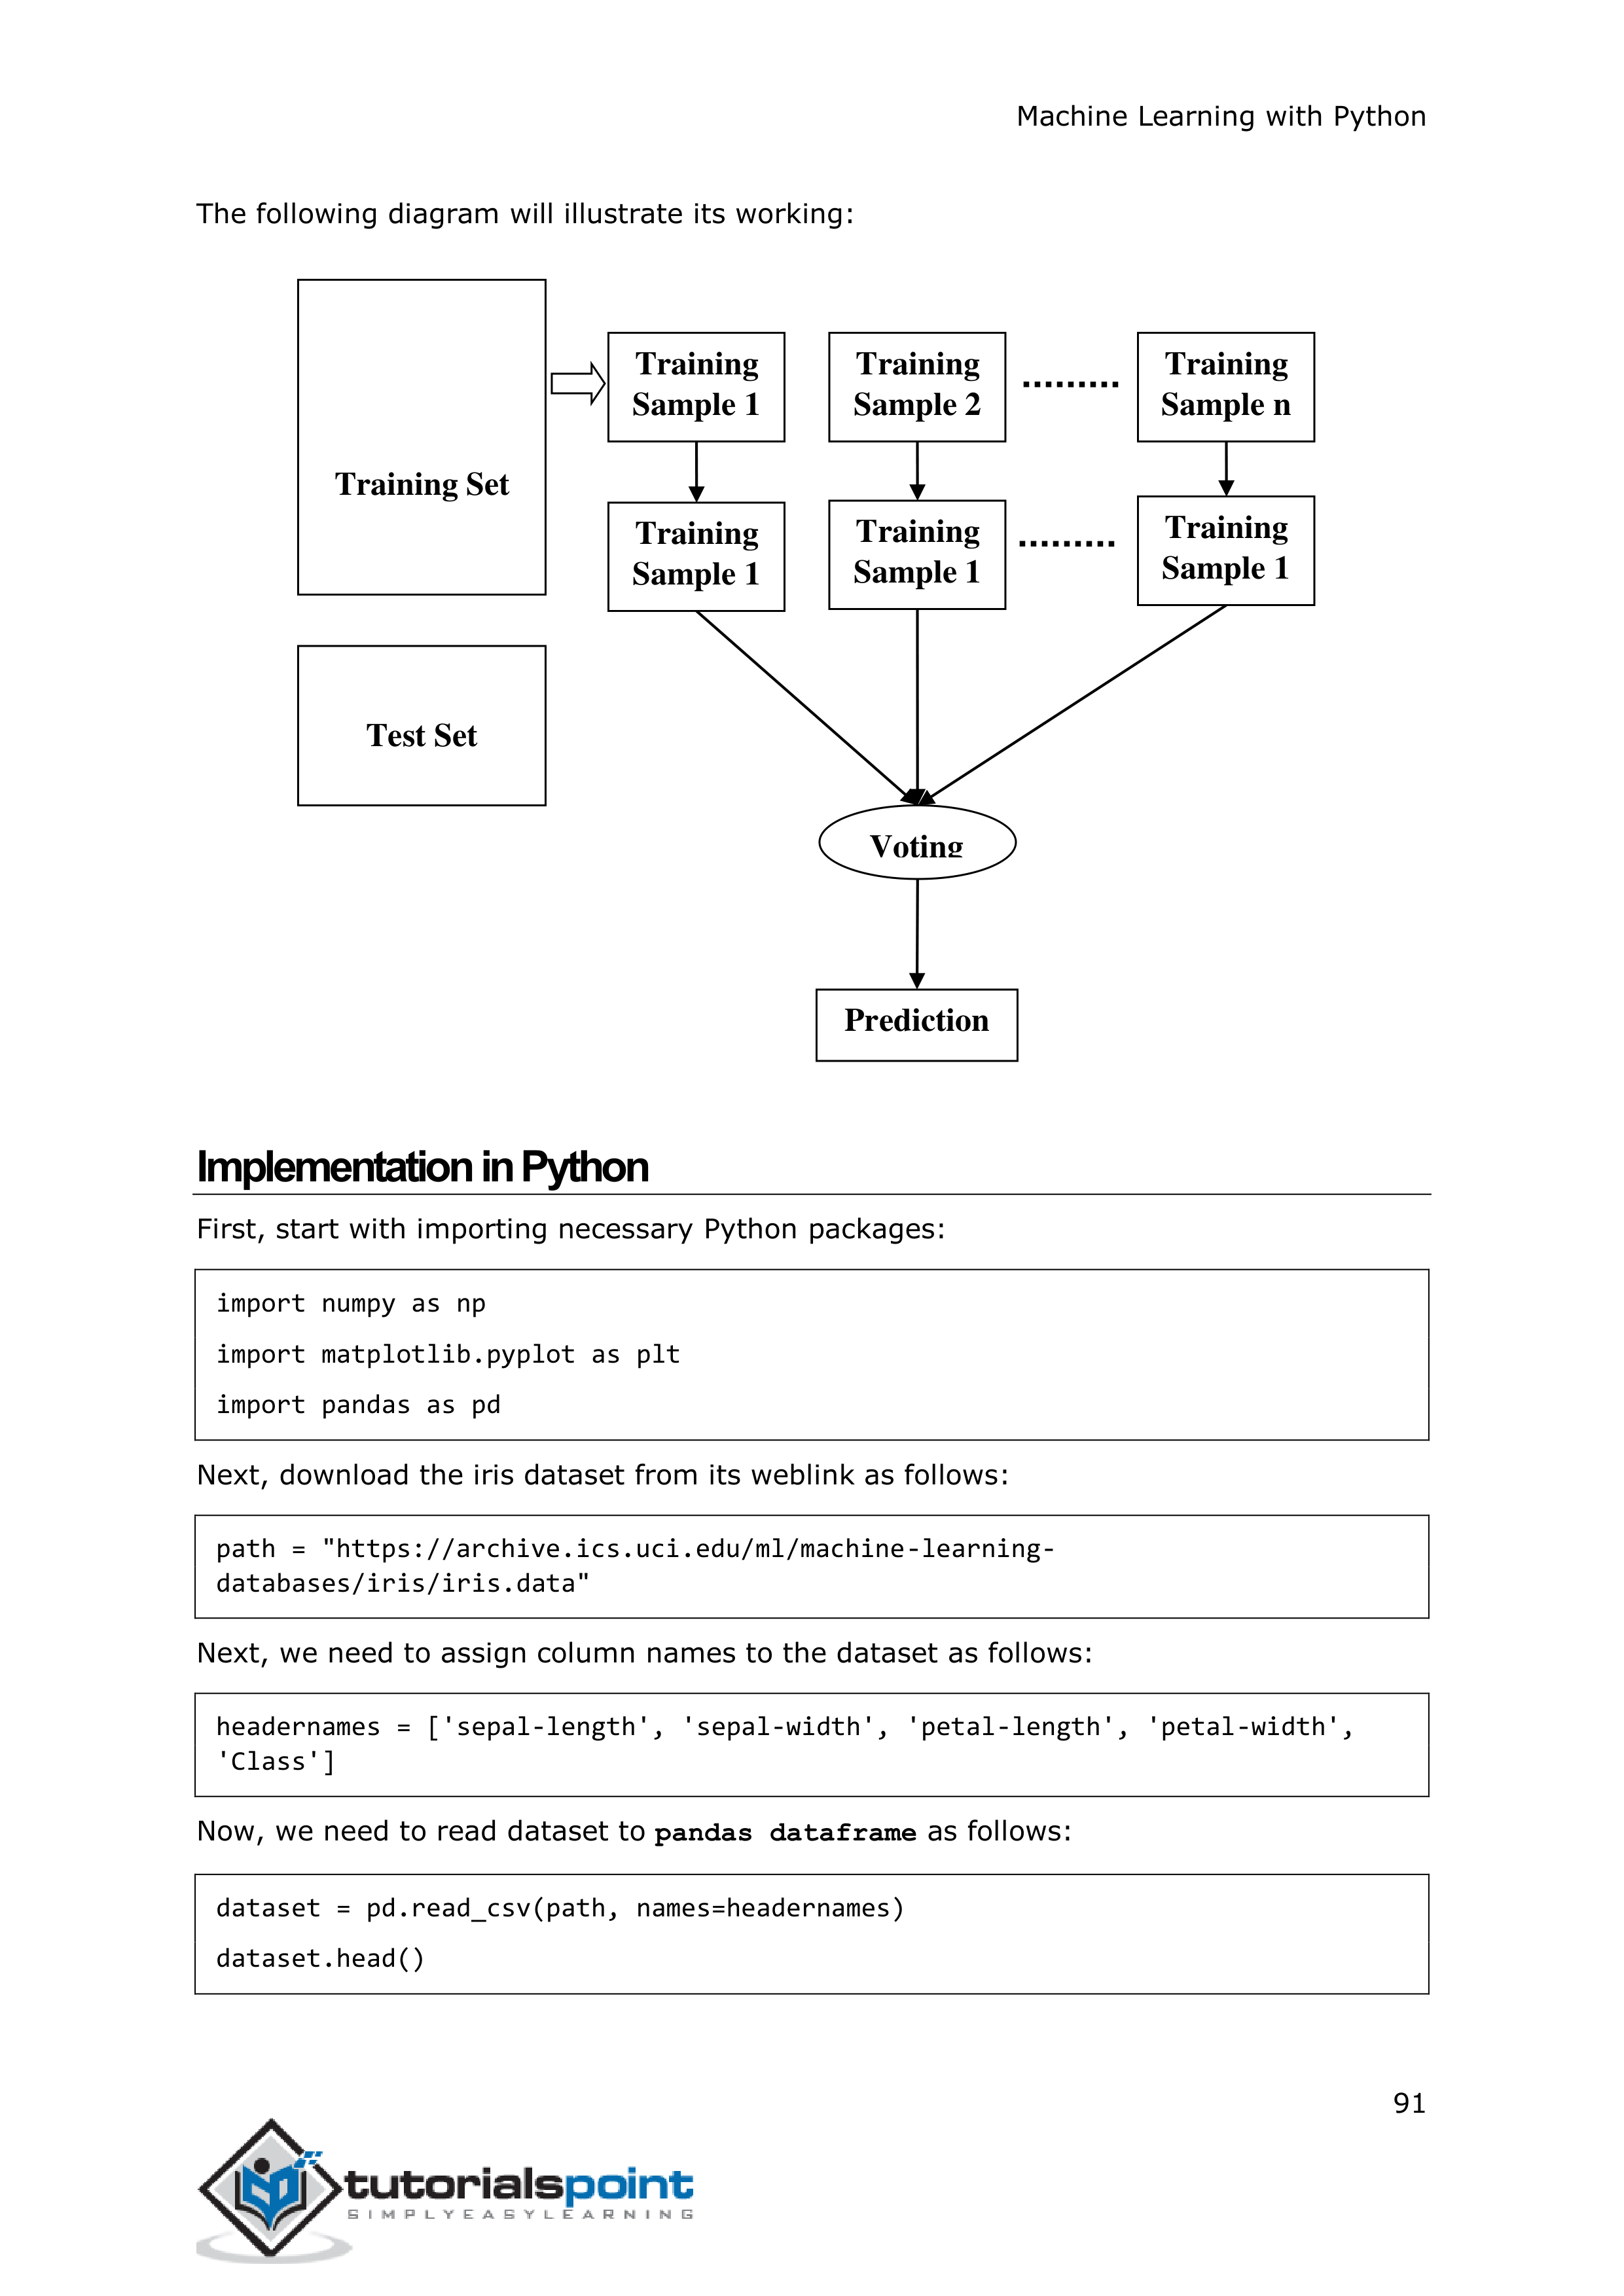 Machine Learning with Python
The following diagram will illustrate its working:
Training Set
Training
Sample 1
Training
Sample 2
.........
Training
Sample n
Training
Sample 1
Training
Sample 1
.........
Training
Sample 1
Test Set
Voting
Prediction
Implementation in Python
First, start with importing necessary Python packages:
import numpy as np
import matplotlib.pyplot as plt
import pandas as pd
Next, download the iris dataset from its weblink as follows:
path = "https://archive.ics.uci.edu/ml/machine-learning-
databases/iris/iris.data"
Next, we need to assign column names to the dataset as follows:
headernames = ['sepal-length', 'sepal-width', 'petal-length', 'petal-width',
'Class']
Now, we need to read dataset to pandas dataframe as follows:
dataset = pd.read_csv(path, names=headernames)
dataset.head()
91
tutorialspoint
SIMPLYEASYLEARNING